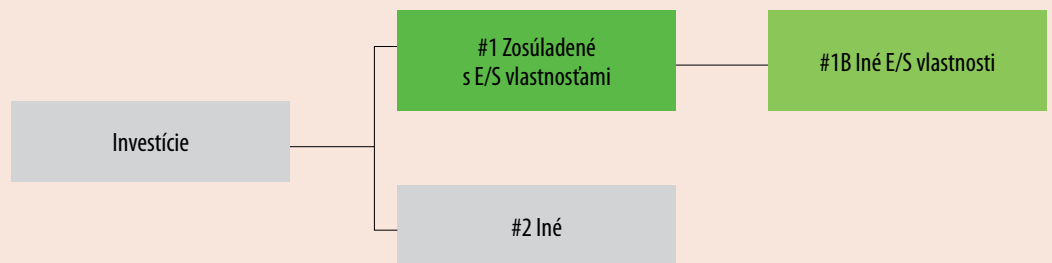 #1 Zosúladené
s E/S vlastnosťami
#1B Iné E/S vlastnosti
Investície
#2 Iné